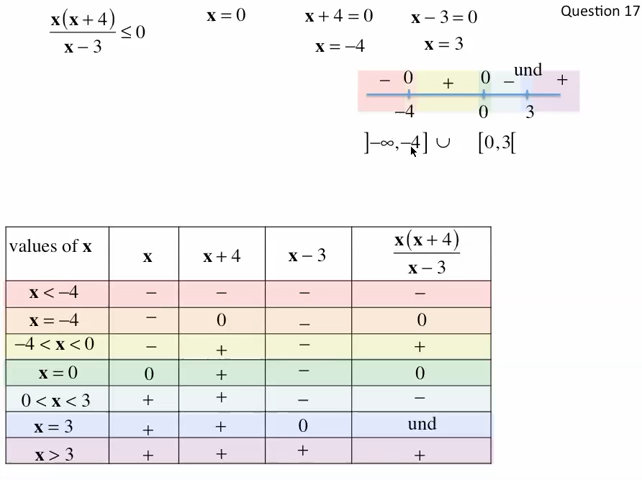 Question 17
x(x+4)/x−3 ≤ 0
x = 0
x + 4 = 0
x = −4
x − 3 = 0
x = 3
− 0 + 0 − und +
−4 0 3
]−∞,−4] ∪ [0,3[
values of x x x + 4 x − 3 x(x+4)/x−3
x < −4 − − − −
x = −4 − 0 − 0
−4 < x < 0 − + − +
x = 0 0 + − 0
0 < x < 3 + + − −
x = 3 + + 0 und
x > 3 + + + +